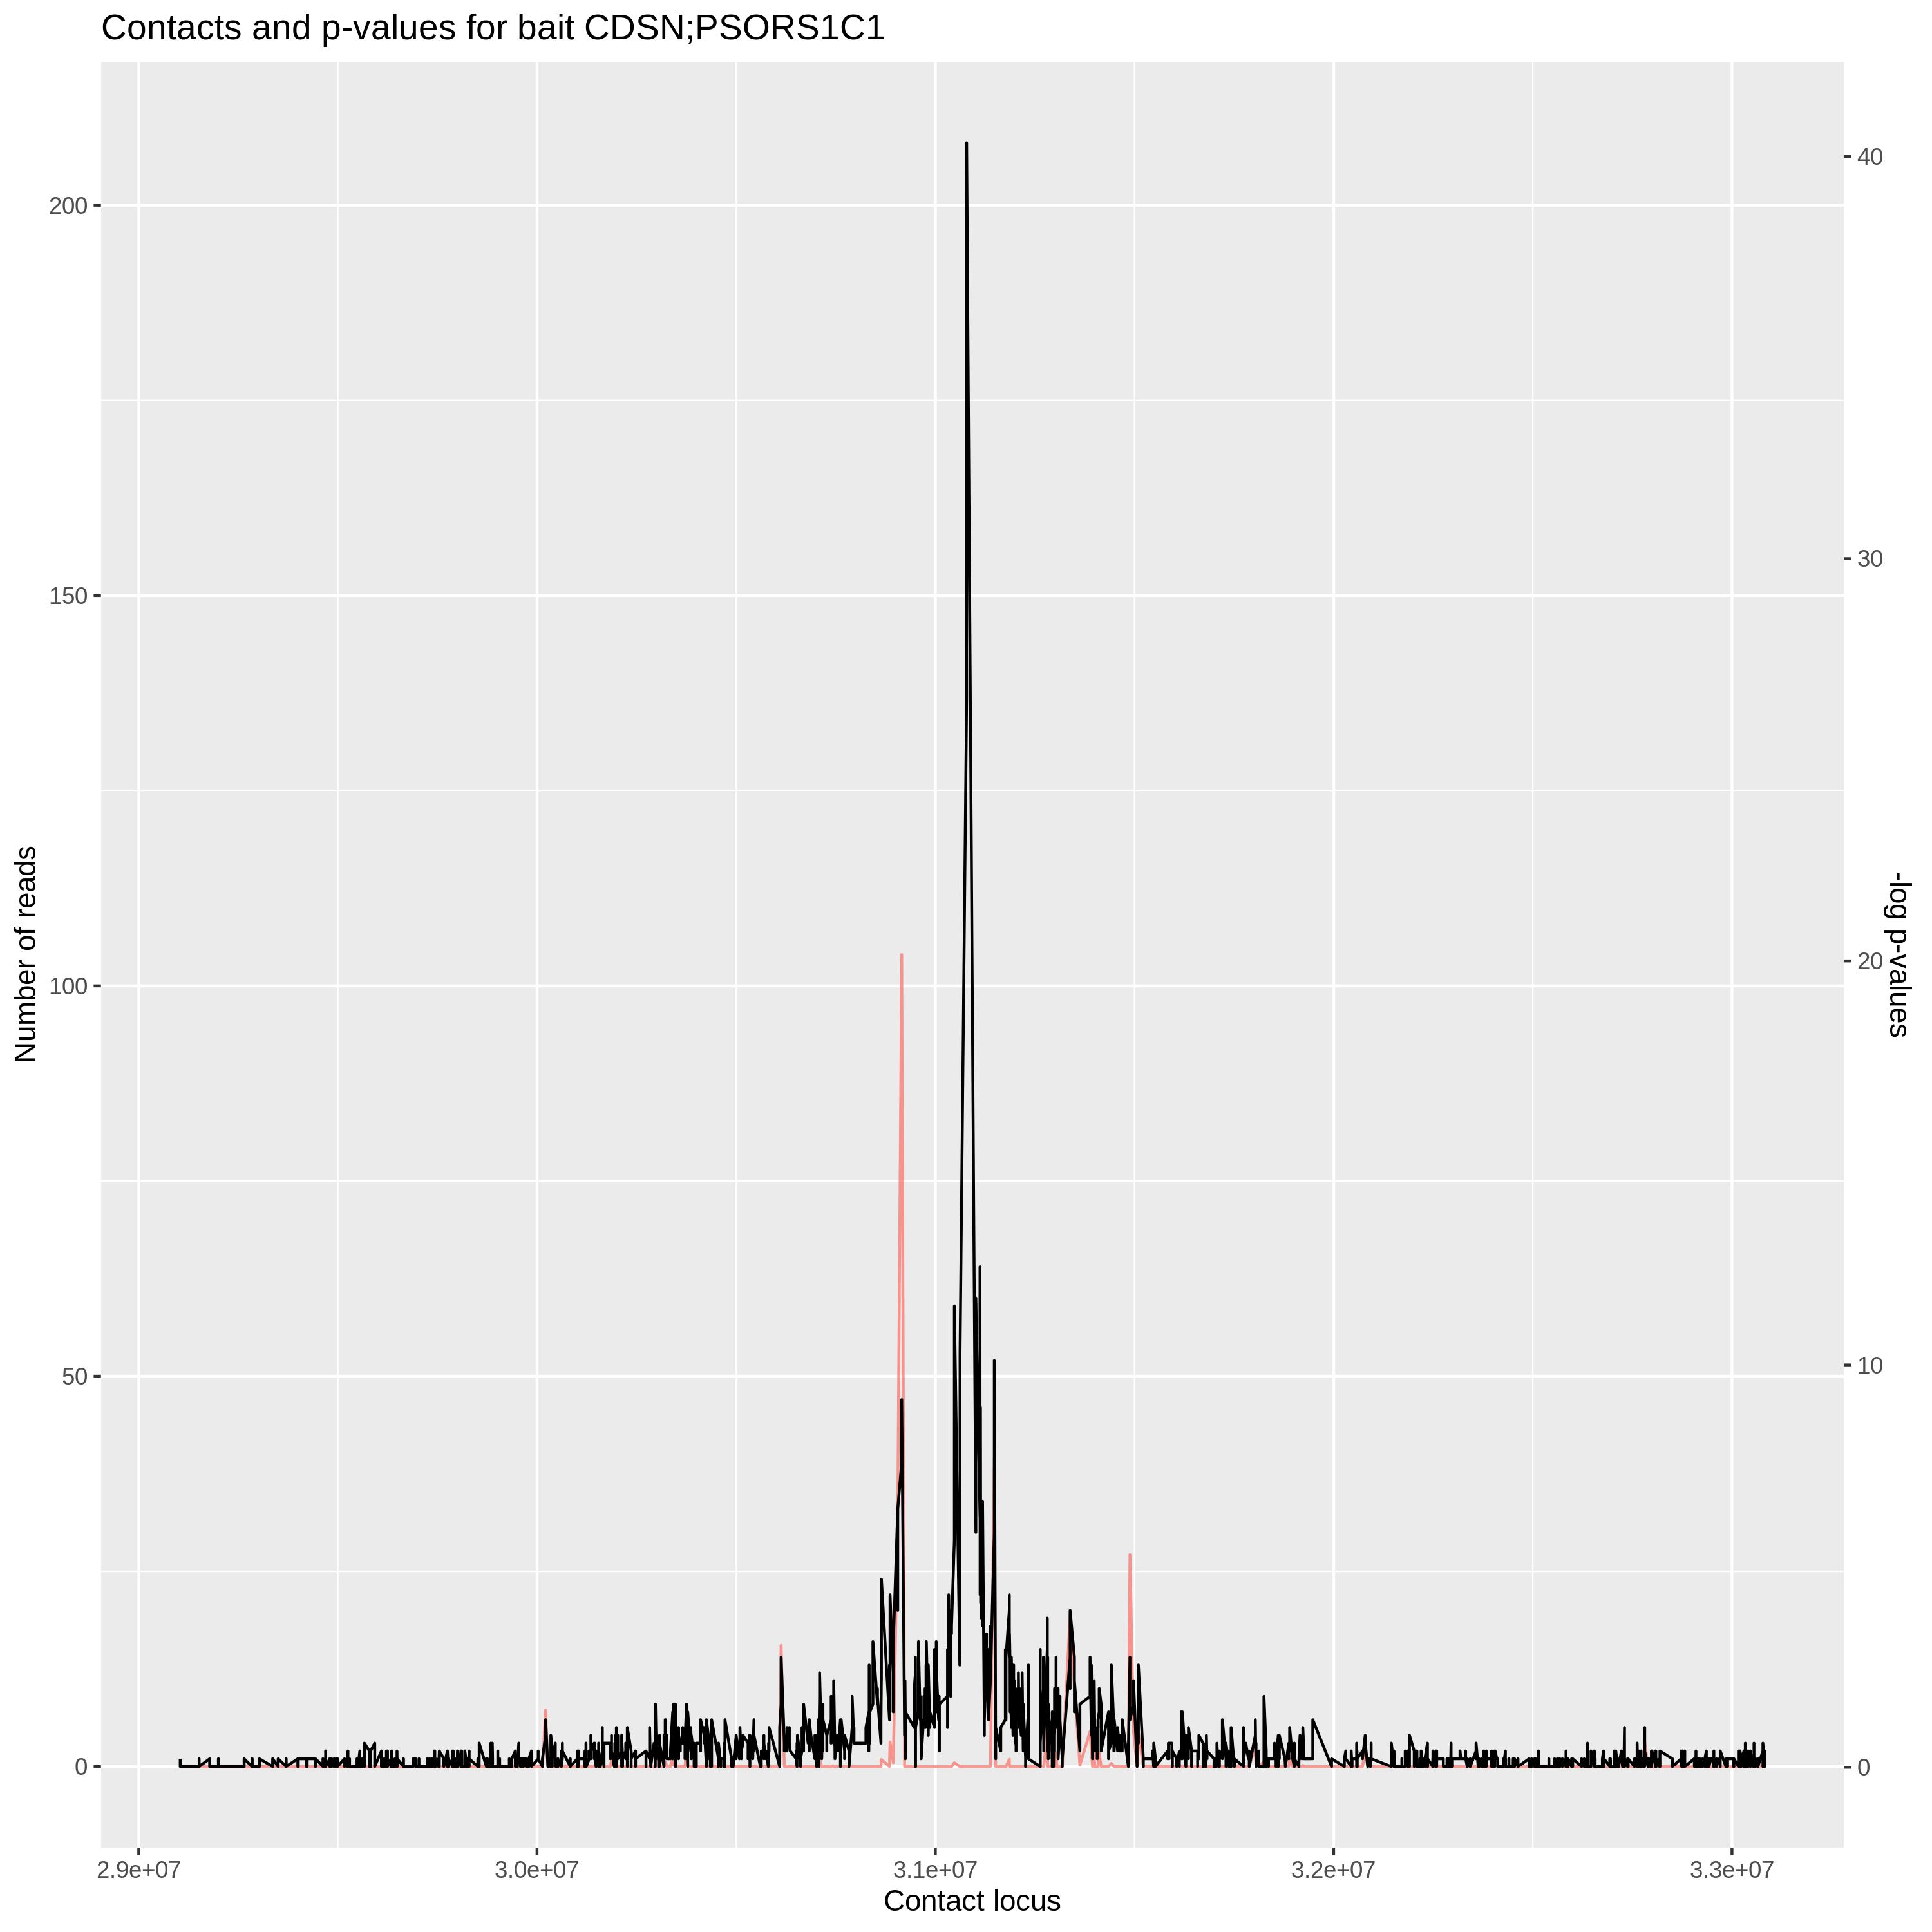 Contacts and p-values for bait CDSN;PSORS1C1
200
150
100
50
0
Number of reads
40
30
20
10
0
-log p-values
2.9e+07
3.0e+07
3.1e+07
3.2e+07
3.3e+07
Contact locus